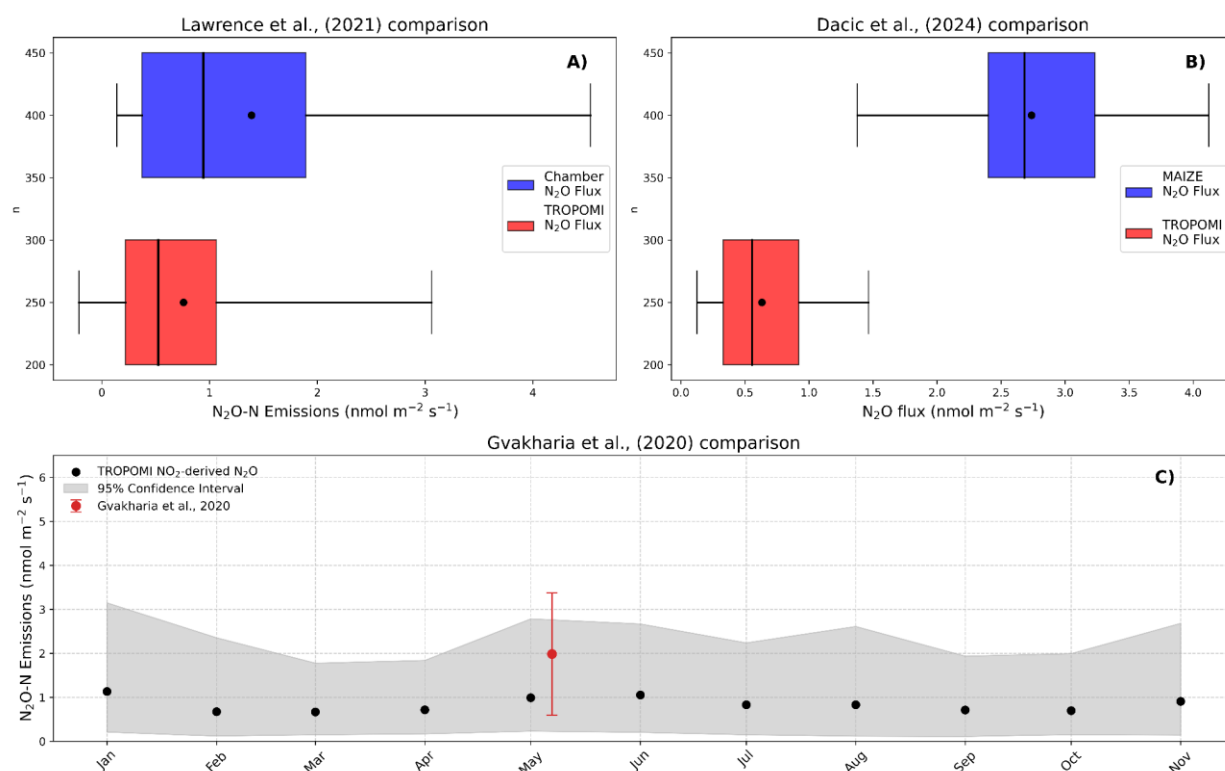 Lawrence et al., (2021) comparison
A)
450
400
350
300
250
200
n
Chamber
N₂O Flux
TROPOMI
N₂O Flux
0 1 2 3 4
N₂O-N Emissions (nmol m⁻² s⁻¹)
Dacic et al., (2024) comparison
B)
450
400
350
300
250
200
n
MAIZE
N₂O Flux
TROPOMI
N₂O Flux
0.0 0.5 1.0 1.5 2.0 2.5 3.0 3.5 4.0
N₂O flux (nmol m⁻² s⁻¹)
Gvakharia et al., (2020) comparison
C)
TROPOMI NO₂-derived N₂O
95% Confidence Interval
Gvakharia et al., 2020
6
5
4
3
2
1
0
N₂O-N Emissions (nmol m⁻² s⁻¹)
Jan Feb Mar Apr May Jun Jul Aug Sep Oct Nov